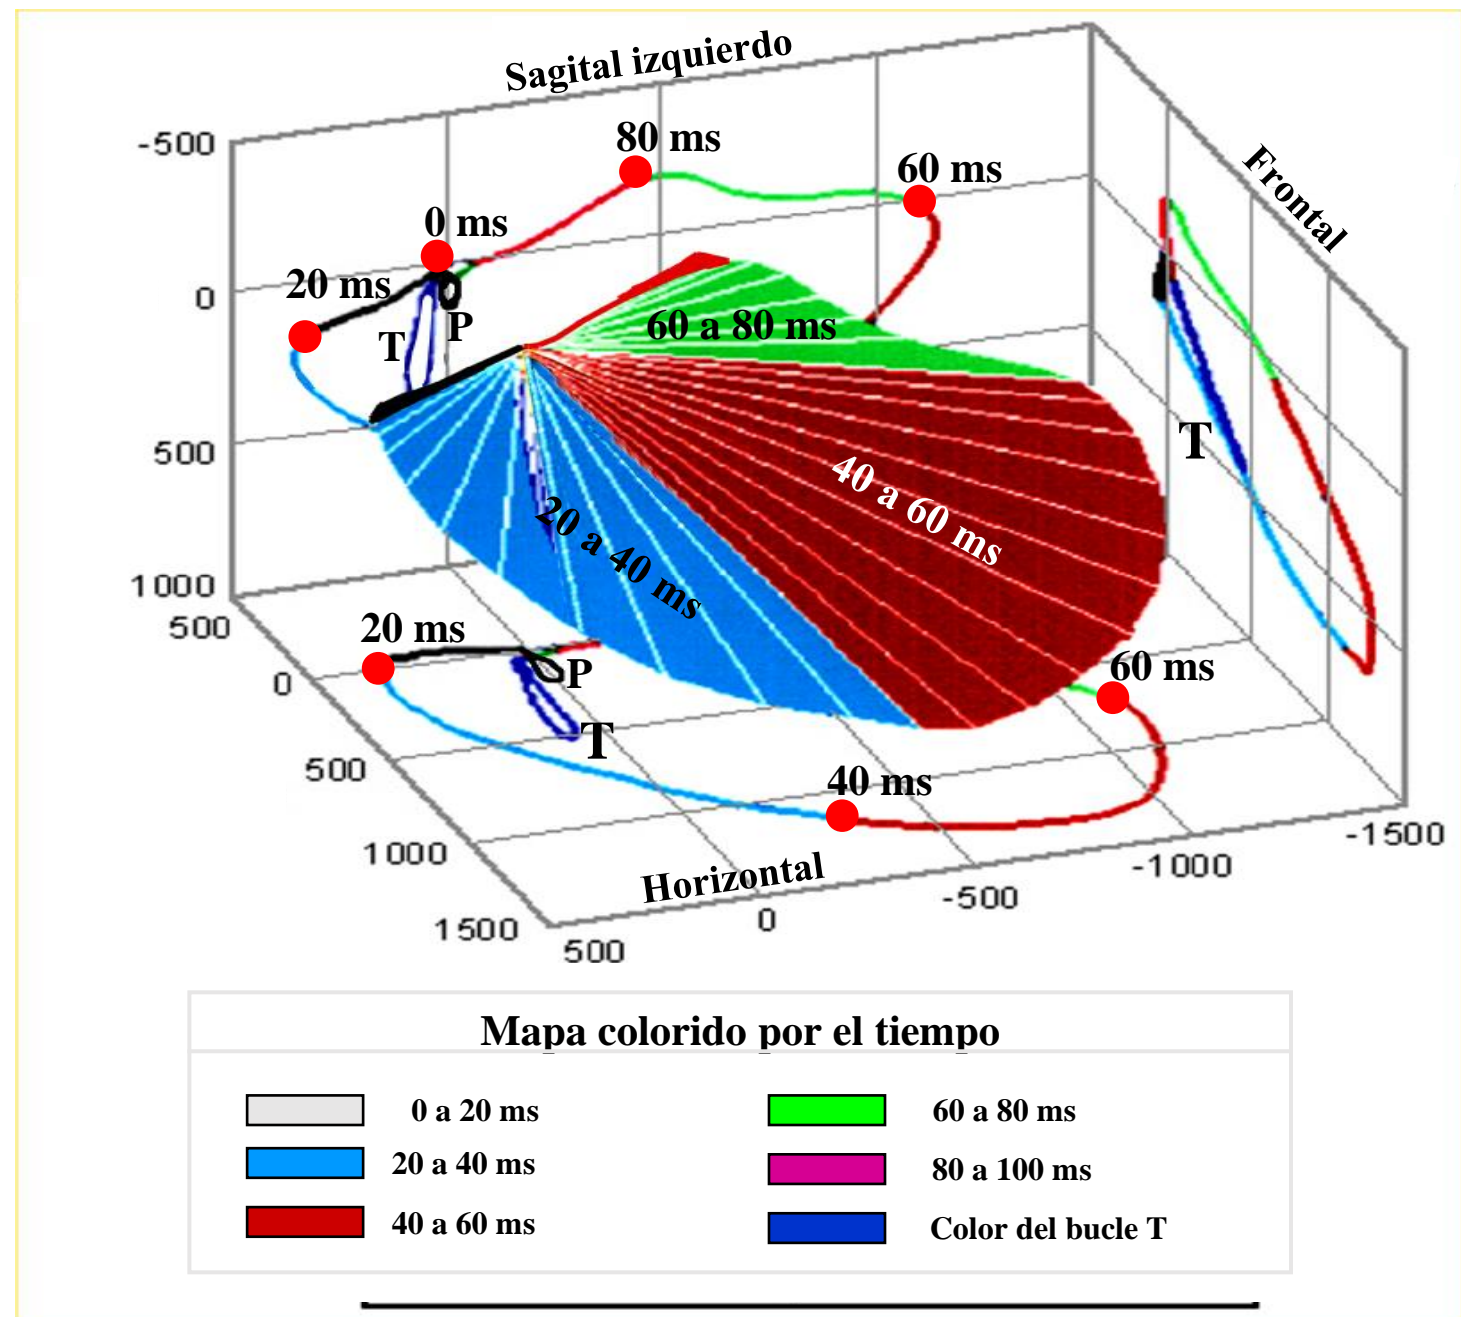 Sagital izquierdo
-500
80 ms
60 ms
Frontal
0 ms
20 ms
0
P
T
60 a 80 ms
T
500
40 a 60 ms
20 a 40 ms
1000
500
20 ms
0
P
60 ms
T
500
40 ms
1000
Horizontal
-1500
-1000
-500
0
1500
500
Mapa colorido por el tiempo
0 a 20 ms
60 a 80 ms
20 a 40 ms
80 a 100 ms
40 a 60 ms
Color del bucle T